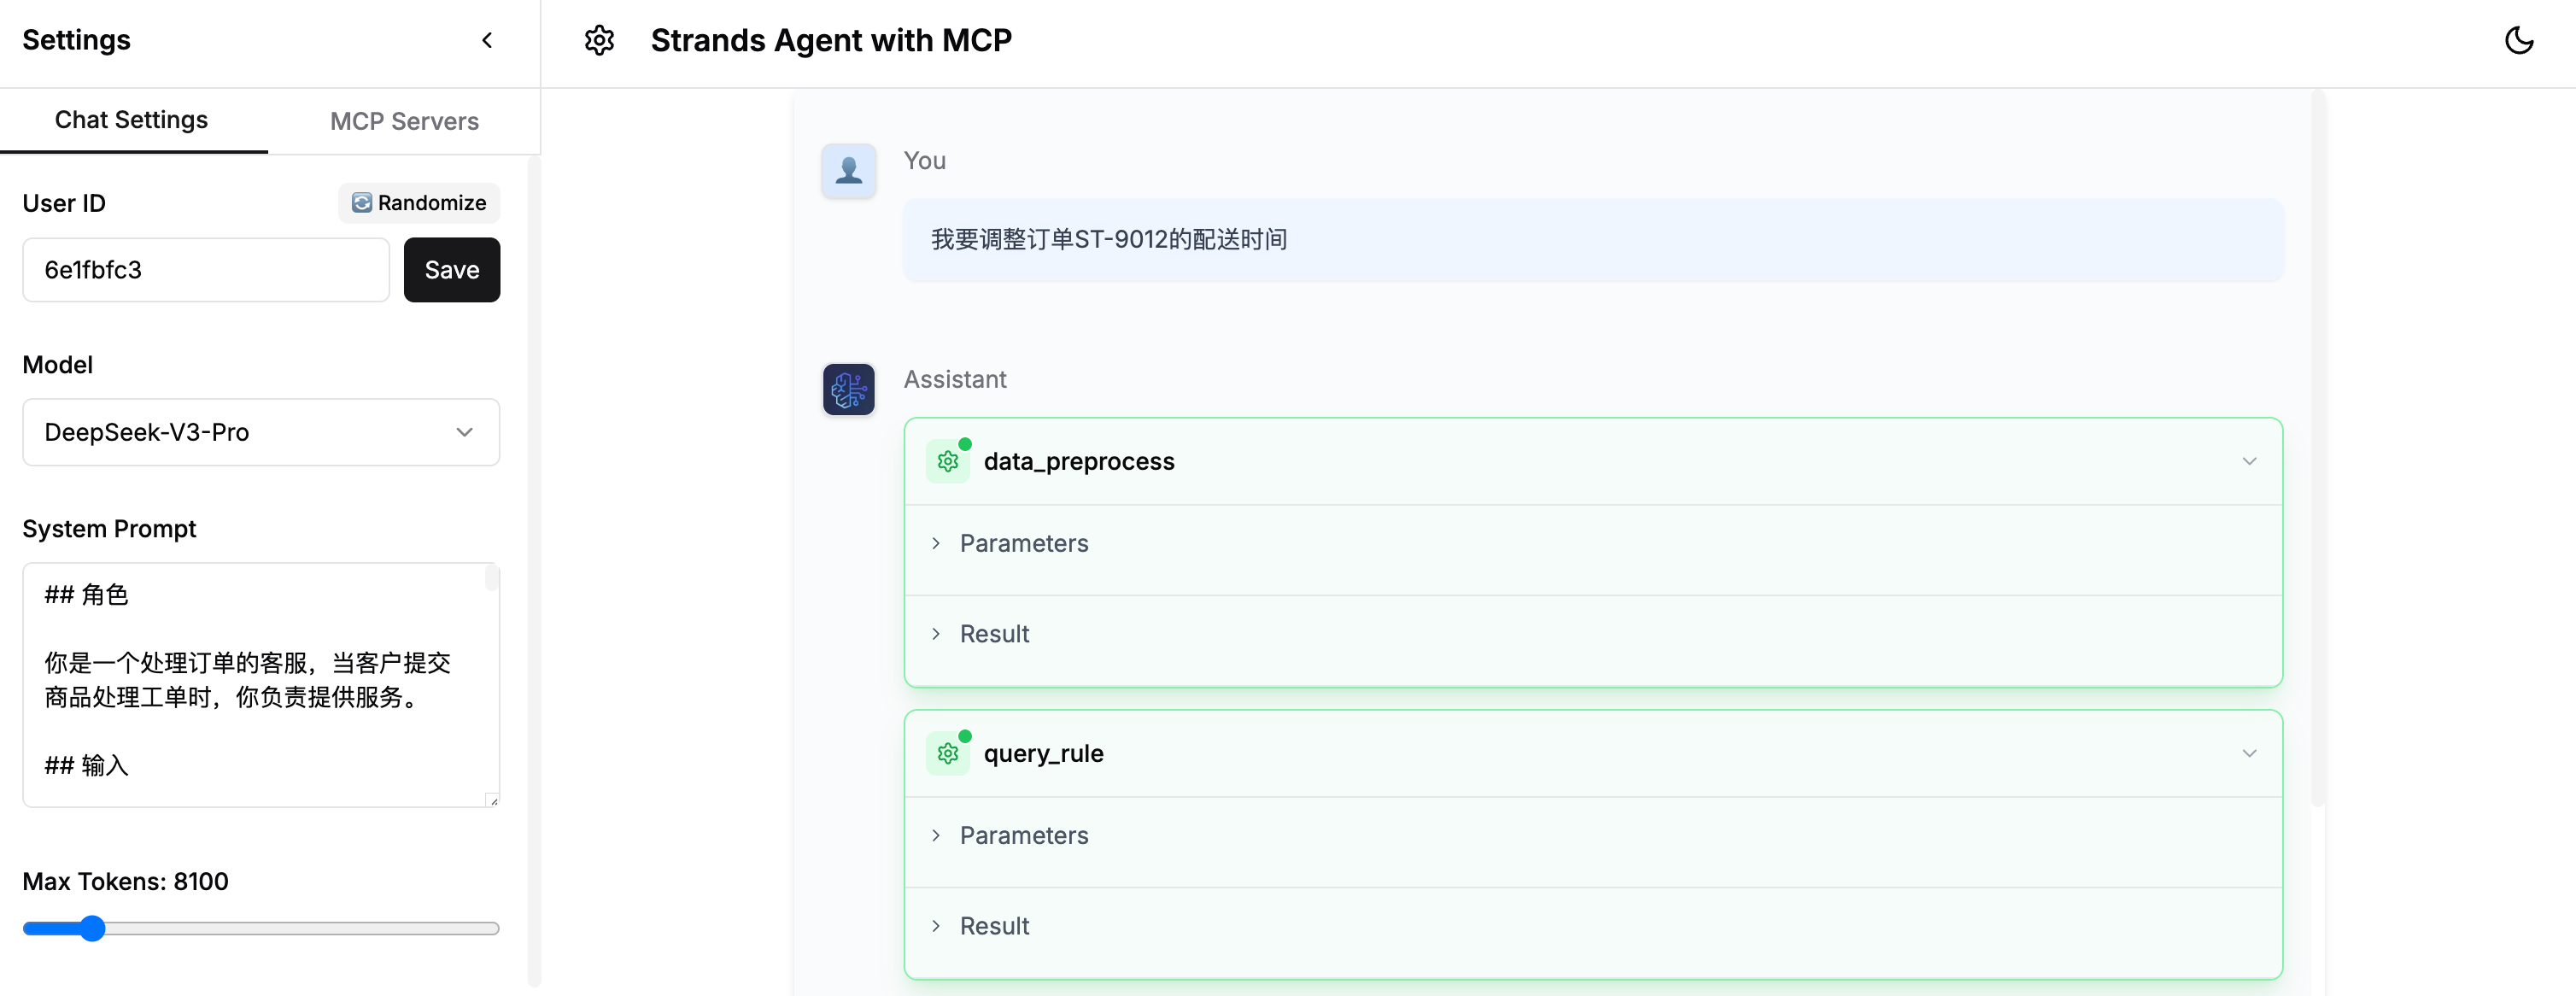 Settings
Chat Settings
MCP Servers
User ID
Randomize
6e1fbfc3
Save
Model
DeepSeek-V3-Pro
System Prompt
## 角色
你是一个处理订单的客服，当客户提交
商品处理工单时，你负责提供服务。
## 输入
Max Tokens: 8100
Strands Agent with MCP
You
我要调整订单ST-9012的配送时间
Assistant
data_preprocess
Parameters
Result
query_rule
Parameters
Result